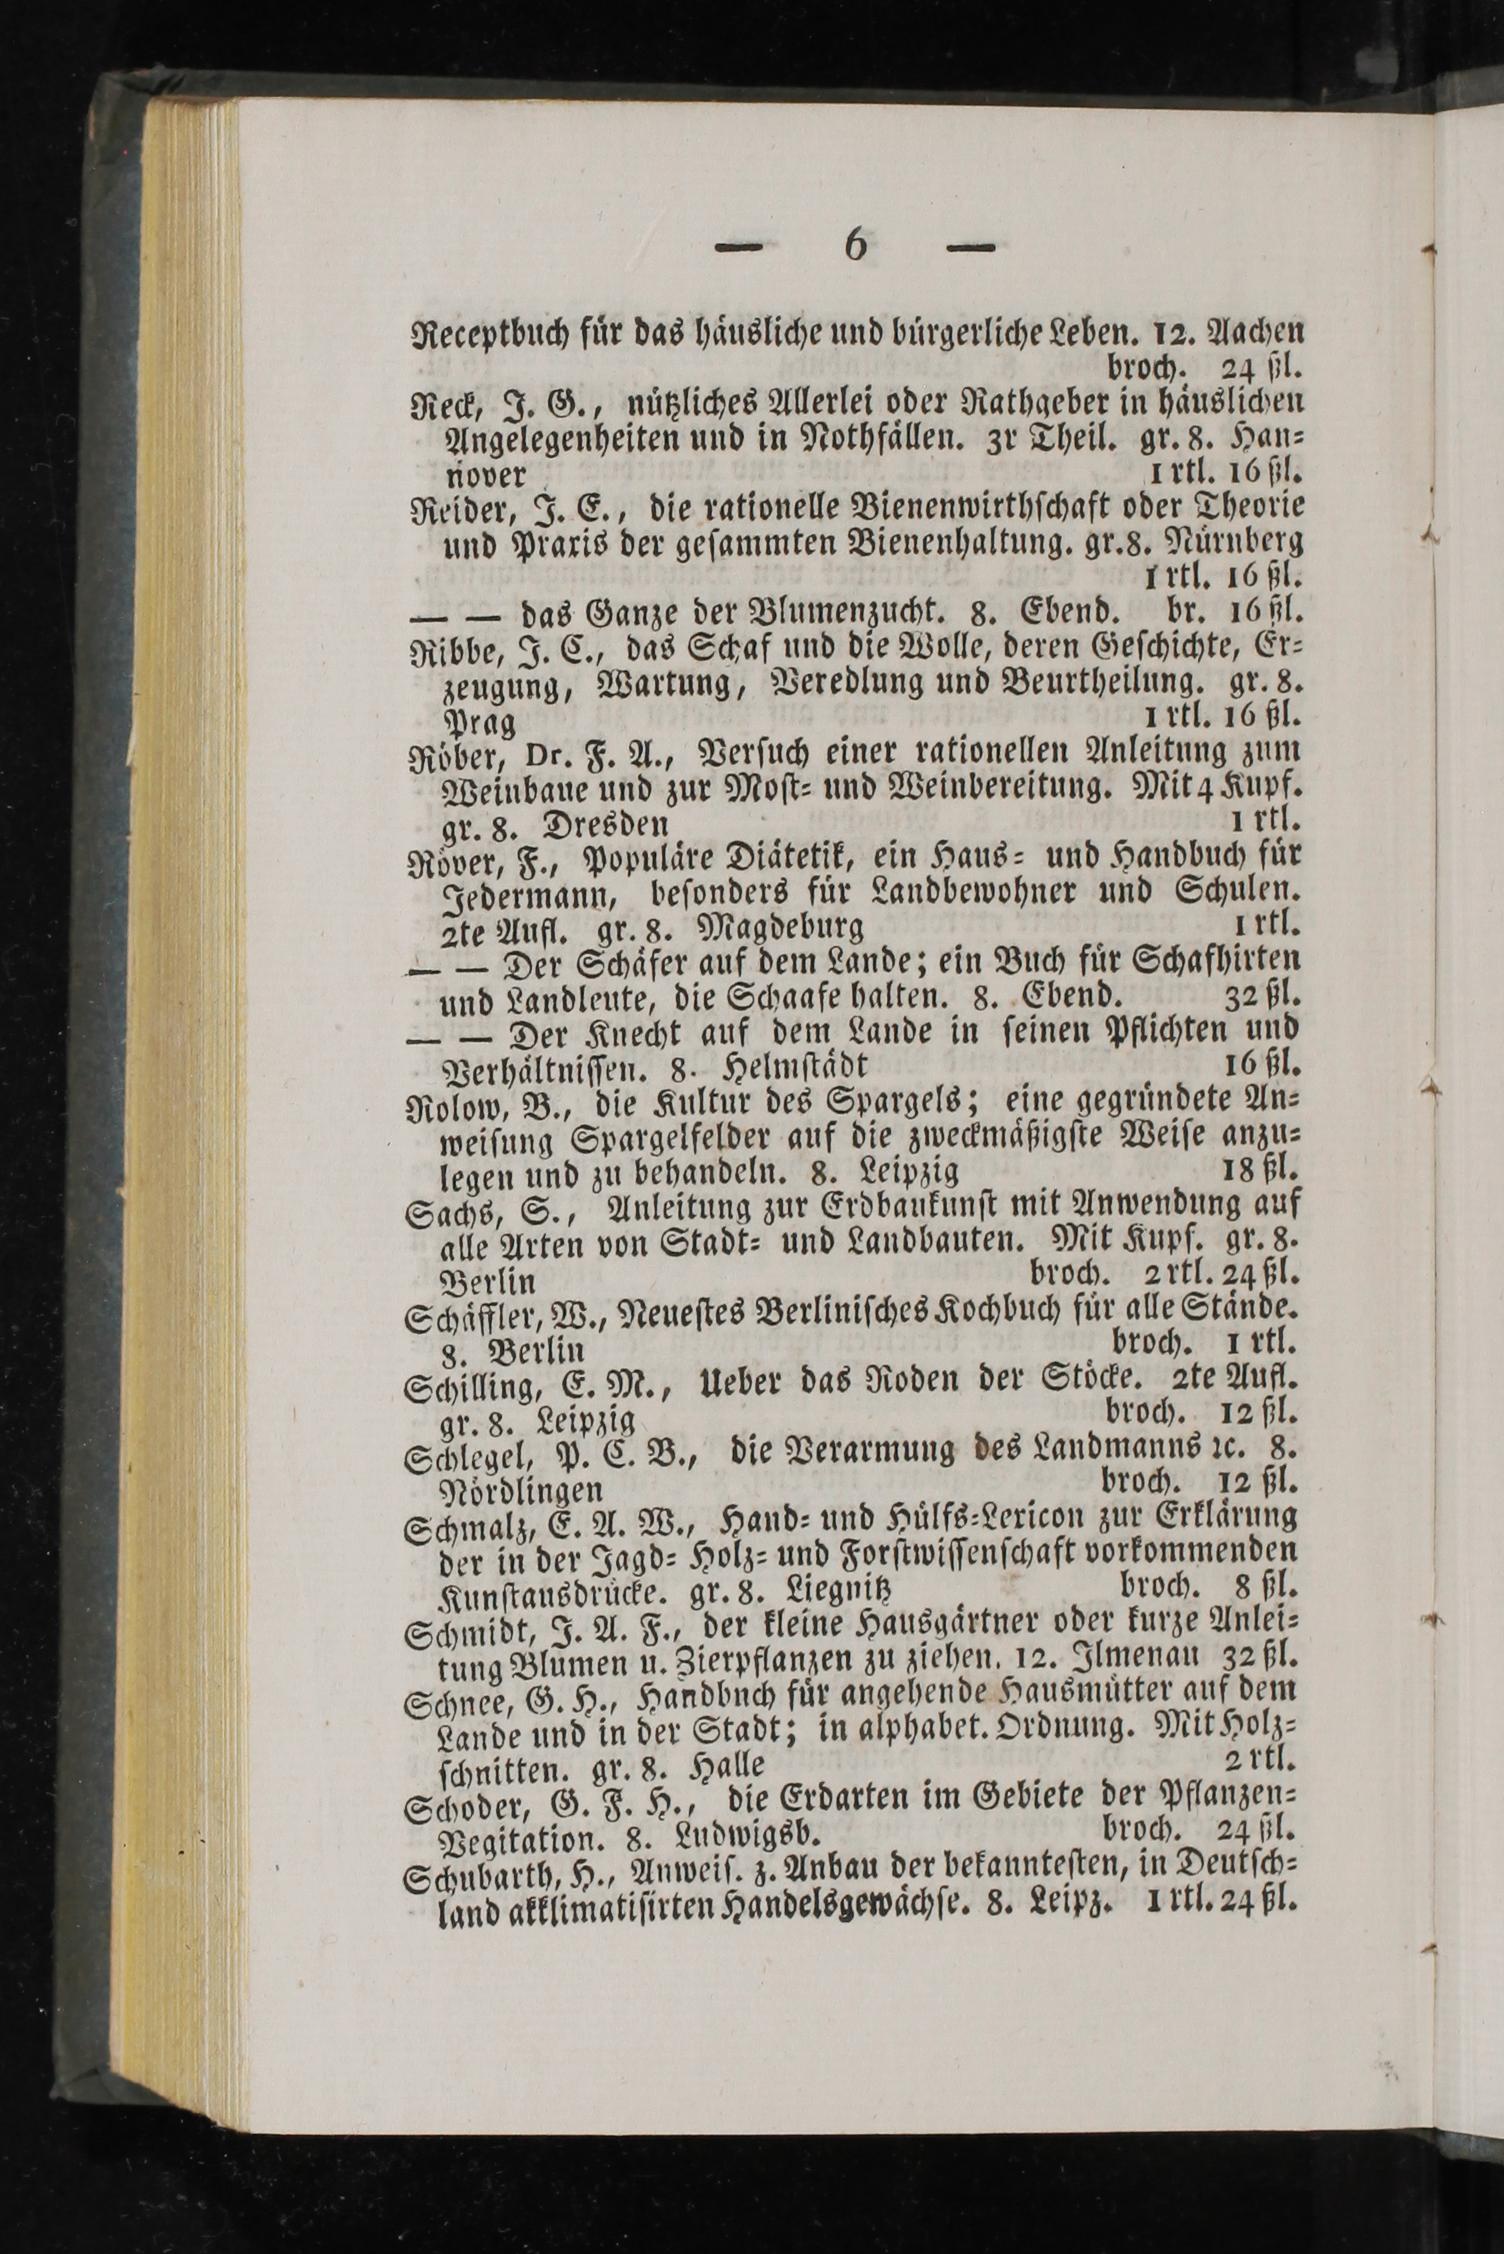 — 6 —
Receptbuch für das häusliche und bürgerliche Leben. 12. Aachen
broch. 24 ßl.
Reck, J. G., nützliches Allerlei oder Rathgeber in häuslichen
Angelegenheiten und in Nothfällen. 3r Theil. gr. 8. Han-
nover 1 rtl. 16 ßl.
Reider, J. E., die rationelle Bienenwirthschaft oder Theorie
und Praxis der gesammten Bienenhaltung. gr. 8. Nürnberg
1 rtl. 16 ßl.
— — das Ganze der Blumenzucht. 8. Ebend. br. 16 ßl.
Ribbe, J. C., das Schaf und die Wolle, deren Geschichte, Er-
zeugung, Wartung, Veredlung und Beurtheilung. gr. 8.
Prag 1 rtl. 16 ßl.
Röber, Dr. F. A., Versuch einer rationellen Anleitung zum
Weinbaue und zur Most- und Weinbereitung. Mit 4 Kupf.
gr. 8. Dresden 1 rtl.
Röver, F., Populäre Diätetik, ein Haus- und Handbuch für
Jedermann, besonders für Landbewohner und Schulen.
2te Aufl. gr. 8. Magdeburg 1 rtl.
— — Der Schäfer auf dem Lande; ein Buch für Schafhirten
und Landleute, die Schaafe halten. 8. Ebend. 32 ßl.
— — Der Knecht auf dem Lande in seinen Pflichten und
Verhältnissen. 8. Helmstädt 16 ßl.
Rolow, B., die Kultur des Spargels; eine gegründete An-
weisung Spargelfelder auf die zweckmäßigste Weise anzu-
legen und zu behandeln. 8. Leipzig 18 ßl.
Sachs, S., Anleitung zur Erdbaukunst mit Anwendung auf
alle Arten von Stadt- und Landbauten. Mit Kupf. gr. 8.
Berlin broch. 2 rtl. 24 ßl.
Schäffler, W., Neuestes Berlinisches Kochbuch für alle Stände.
8. Berlin broch. 1 rtl.
Schilling, E. M., Ueber das Roden der Stöcke. 2te Aufl.
gr. 8. Leipzig broch. 12 ßl.
Schlegel, P. C. B., die Verarmung des Landmanns ꝛc. 8.
Nördlingen broch. 12 ßl.
Schmalz, E. A. W., Hand- und Hülfs-Lexicon zur Erklärung
der in der Jagd- Holz- und Forstwissenschaft vorkommenden
Kunstausdrücke. gr. 8. Liegnitz broch. 8 ßl.
Schmidt, J. A. F., der kleine Hausgärtner oder kurze Anlei-
tung Blumen u. Zierpflanzen zu ziehen. 12. Ilmenau 32 ßl.
Schnee, G. H., Handbuch für angehende Hausmütter auf dem
Lande und in der Stadt; in alphabet. Ordnung. Mit Holz-
schnitten. gr. 8. Halle 2 rtl.
Schoder, G. F. H., die Erdarten im Gebiete der Pflanzen-
Vegitation. 8. Ludwigsb. broch. 24 ßl.
Schubarth, H., Anweis. z. Anbau der bekanntesten, in Deutsch-
land akklimatisirten Handelsgewächse. 8. Leipz. 1 rtl. 24 ßl.